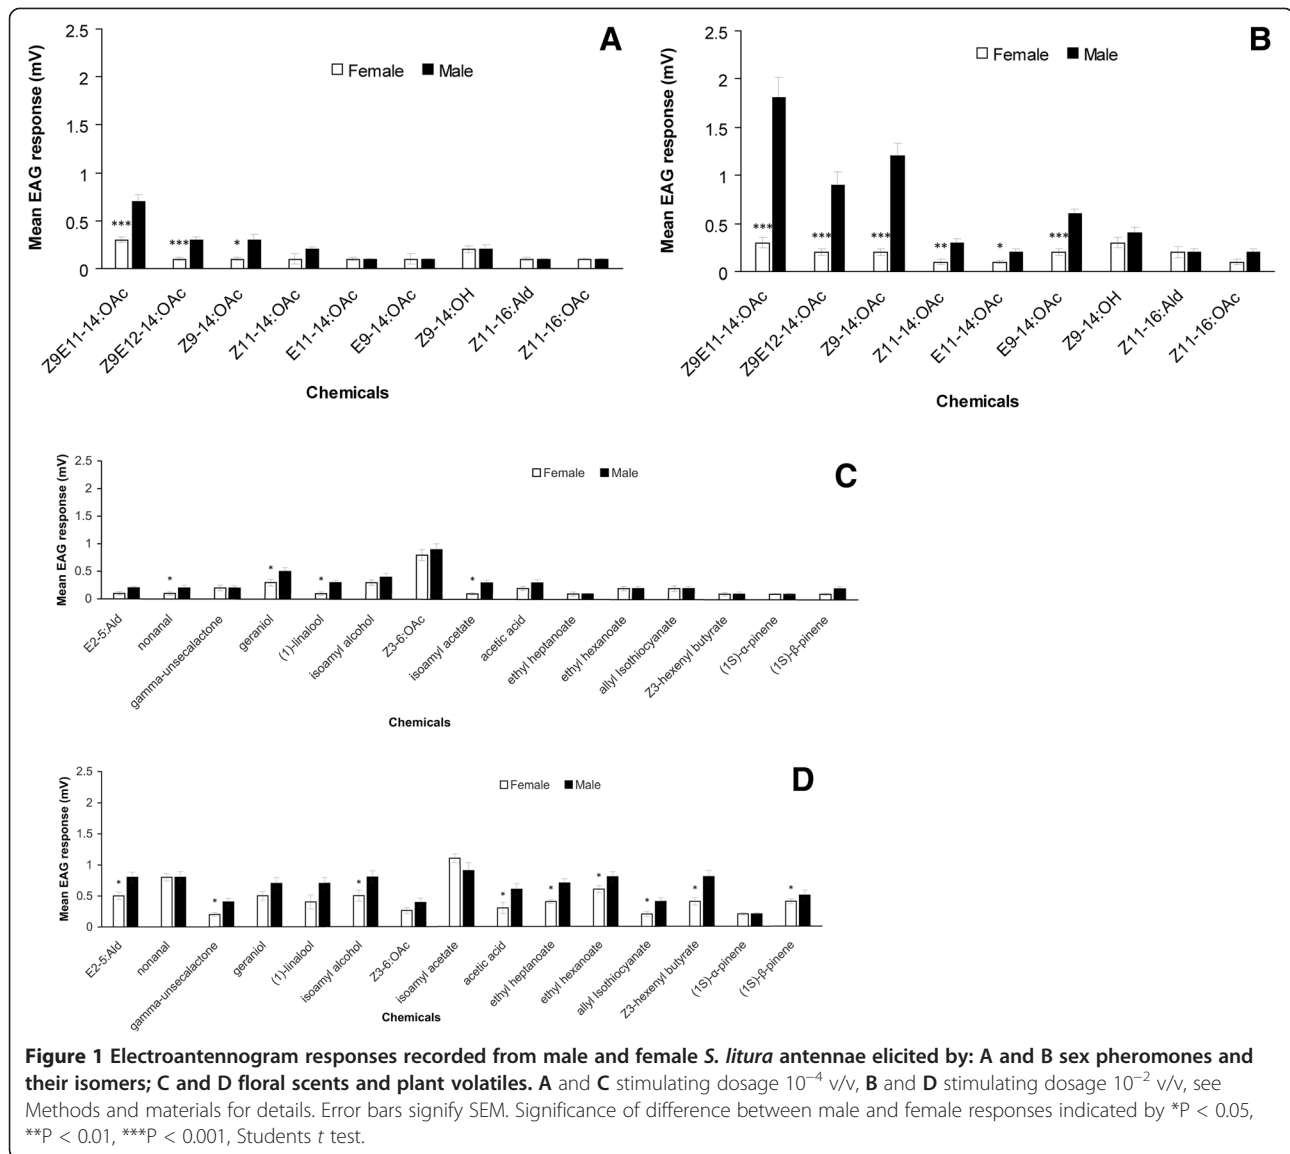 A
2.5
2
1.5
1
0.5
0
Mean EAG response (mV)
Female Male
*** *** *
Z9E11-14:OAc
Z9E12-14:OAc
Z9-14:OAc
Z11-14:OAc
E11-14:OAc
E9-14:OAc
Z9-14:OH
Z11-16:Ald
Z11-16:OAc
Chemicals
B
2.5
2
1.5
1
0.5
0
Mean EAG response (mV)
Female Male
*** *** *** ** * ***
Z9E11-14:OAc
Z9E12-14:OAc
Z9-14:OAc
Z11-14:OAc
E11-14:OAc
E9-14:OAc
Z9-14:OH
Z11-16:Ald
Z11-16:OAc
Chemicals
C
2.5
2
1.5
1
0.5
0
Mean EAG response (mV)
Female Male
* * * *
E2-5:Ald
nonanal
gamma-unsecalactone
geraniol
(1)-linalool
isoamyl alcohol
Z3-6:OAc
isoamyl acetate
acetic acid
ethyl heptanoate
ethyl hexanoate
allyl Isothiocyanate
Z3-hexenyl butyrate
(1S)-α-pinene
(1S)-β-pinene
Chemicals
D
2.5
2
1.5
1
0.5
0
Mean EAG response (mV)
Female Male
* * * * * * * * *
E2-5:Ald
nonanal
gamma-unsecalactone
geraniol
(1)-linalool
isoamyl alcohol
Z3-6:OAc
isoamyl acetate
acetic acid
ethyl heptanoate
ethyl hexanoate
allyl Isothiocyanate
Z3-hexenyl butyrate
(1S)-α-pinene
(1S)-β-pinene
Chemicals
Figure 1 Electroantennogram responses recorded from male and female S. litura antennae elicited by: A and B sex pheromones and
their isomers; C and D floral scents and plant volatiles. A and C stimulating dosage 10⁻⁴ v/v, B and D stimulating dosage 10⁻² v/v, see
Methods and materials for details. Error bars signify SEM. Significance of difference between male and female responses indicated by *P < 0.05,
**P < 0.01, ***P < 0.001, Students t test.